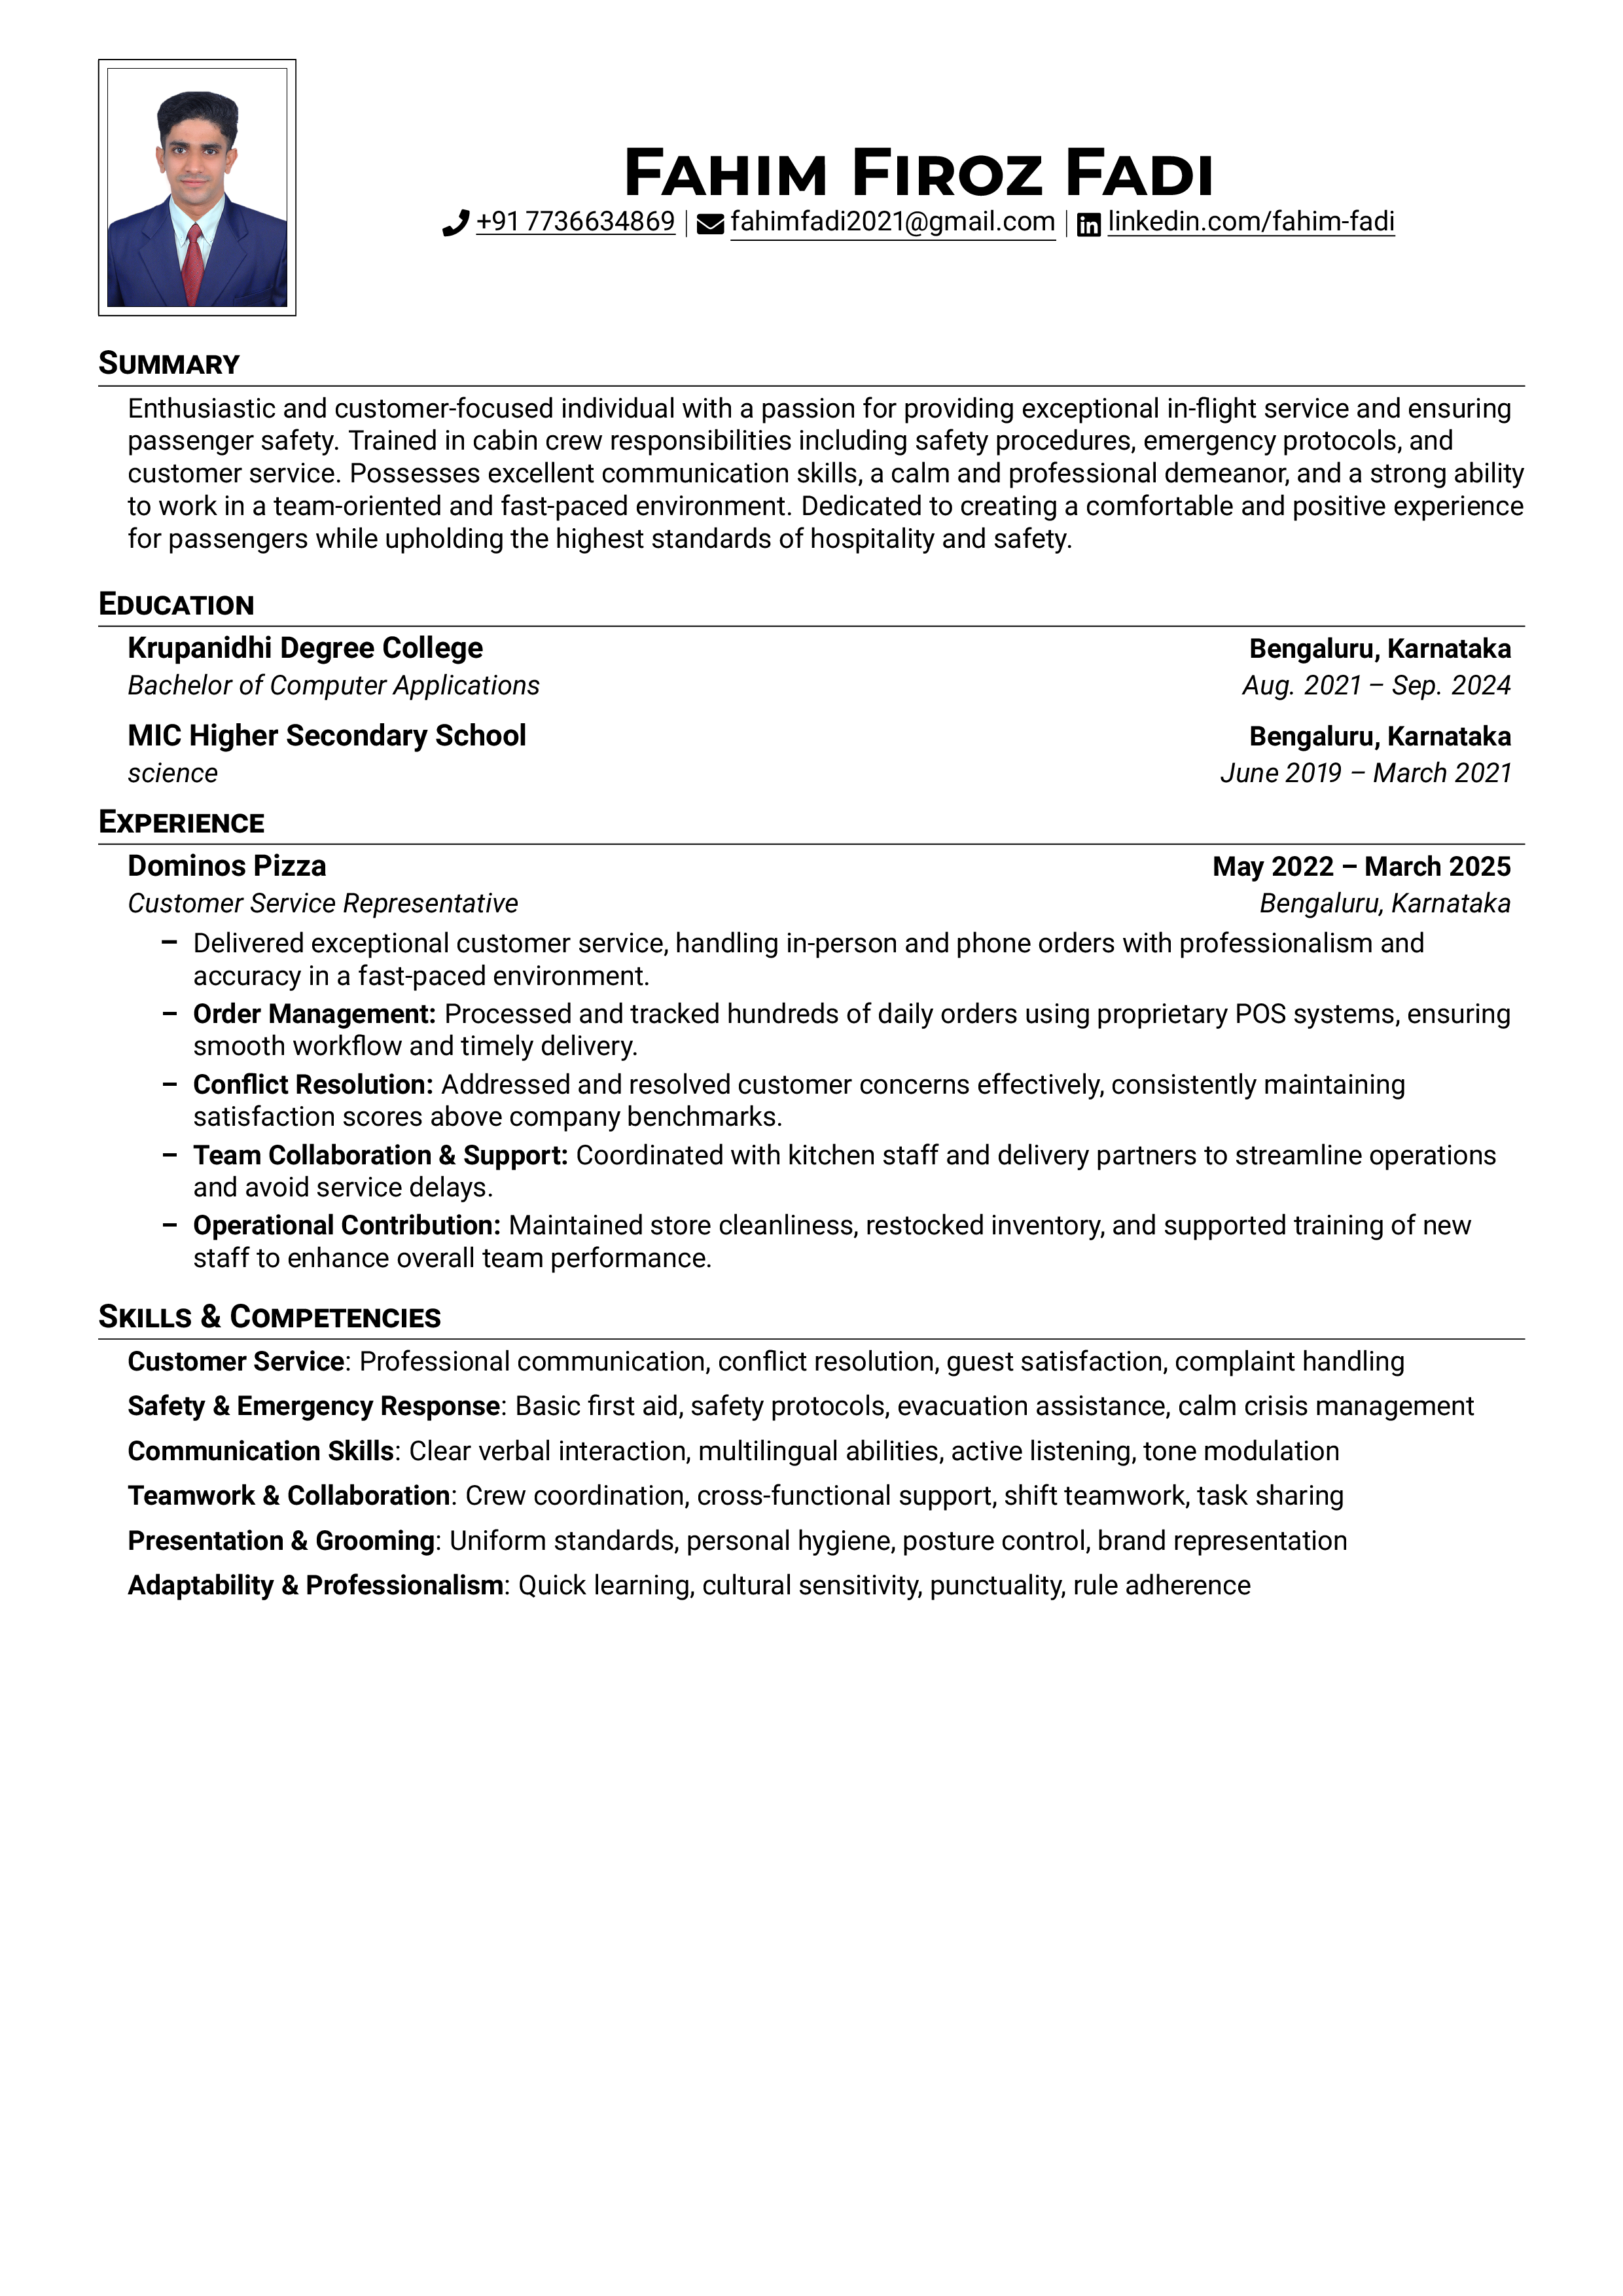 Fahim Firoz Fadi
+91 7736634869 | fahimfadi2021@gmail.com | linkedin.com/fahim-fadi
Summary
Enthusiastic and customer-focused individual with a passion for providing exceptional in-flight service and ensuring
passenger safety. Trained in cabin crew responsibilities including safety procedures, emergency protocols, and
customer service. Possesses excellent communication skills, a calm and professional demeanor, and a strong ability
to work in a team-oriented and fast-paced environment. Dedicated to creating a comfortable and positive experience
for passengers while upholding the highest standards of hospitality and safety.
Education
Krupanidhi Degree College Bengaluru, Karnataka
Bachelor of Computer Applications Aug. 2021 – Sep. 2024
MIC Higher Secondary School Bengaluru, Karnataka
science June 2019 – March 2021
Experience
Dominos Pizza May 2022 – March 2025
Customer Service Representative Bengaluru, Karnataka
– Delivered exceptional customer service, handling in-person and phone orders with professionalism and
accuracy in a fast-paced environment.
– Order Management: Processed and tracked hundreds of daily orders using proprietary POS systems, ensuring
smooth workflow and timely delivery.
– Conflict Resolution: Addressed and resolved customer concerns effectively, consistently maintaining
satisfaction scores above company benchmarks.
– Team Collaboration & Support: Coordinated with kitchen staff and delivery partners to streamline operations
and avoid service delays.
– Operational Contribution: Maintained store cleanliness, restocked inventory, and supported training of new
staff to enhance overall team performance.
Skills & Competencies
Customer Service: Professional communication, conflict resolution, guest satisfaction, complaint handling
Safety & Emergency Response: Basic first aid, safety protocols, evacuation assistance, calm crisis management
Communication Skills: Clear verbal interaction, multilingual abilities, active listening, tone modulation
Teamwork & Collaboration: Crew coordination, cross-functional support, shift teamwork, task sharing
Presentation & Grooming: Uniform standards, personal hygiene, posture control, brand representation
Adaptability & Professionalism: Quick learning, cultural sensitivity, punctuality, rule adherence